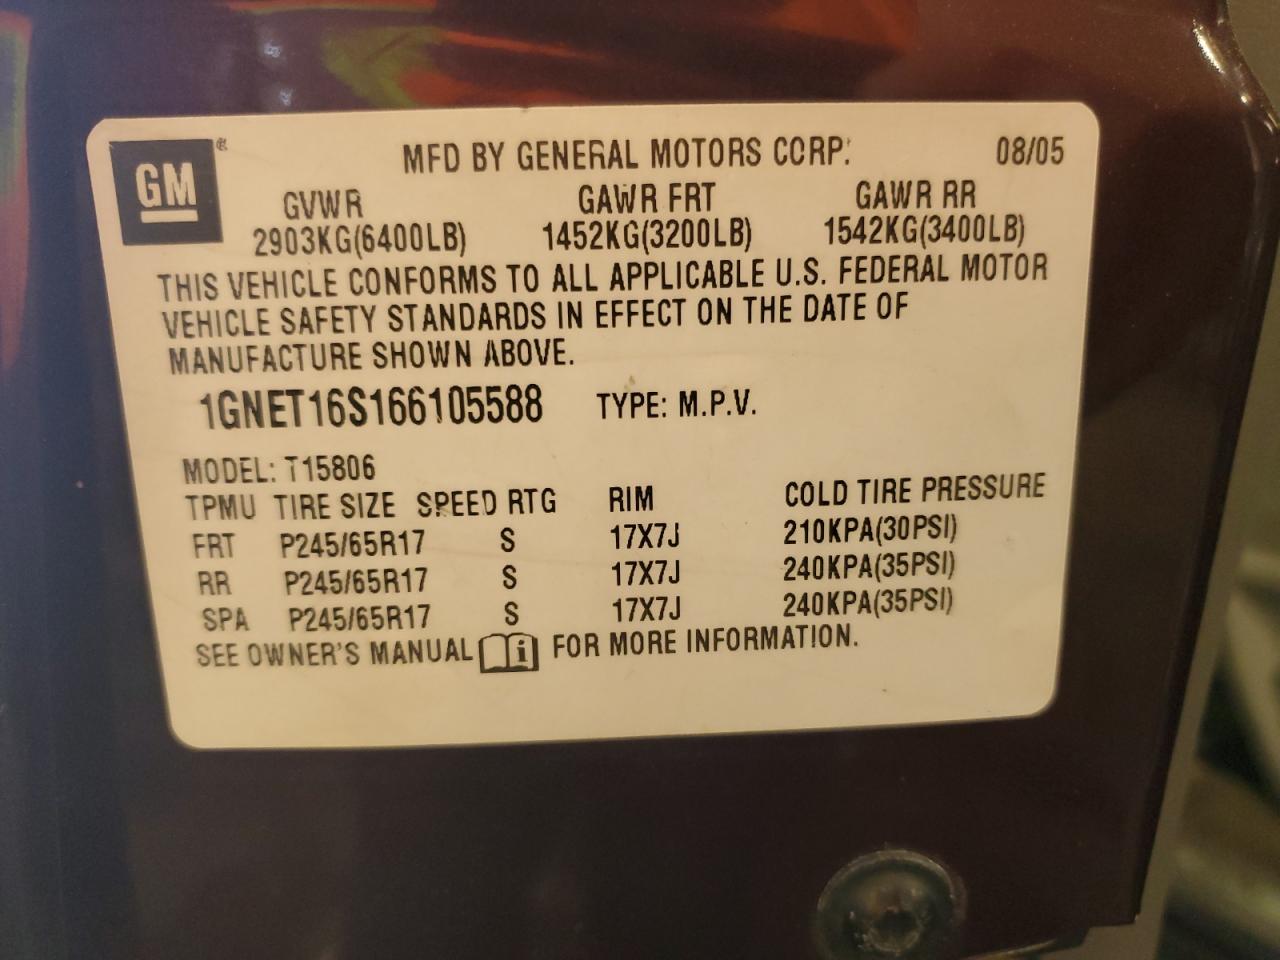 GM® MFD BY GENERAL MOTORS CORP. 08/05
GVWR GAWR FRT GAWR RR
2903KG(6400LB) 1452KG(3200LB) 1542KG(3400LB)
THIS VEHICLE CONFORMS TO ALL APPLICABLE U.S. FEDERAL MOTOR
VEHICLE SAFETY STANDARDS IN EFFECT ON THE DATE OF
MANUFACTURE SHOWN ABOVE.
1GNET16S166105588 TYPE: M.P.V.
MODEL: T15806
TPMU TIRE SIZE SPEED RTG RIM COLD TIRE PRESSURE
FRT P245/65R17 S 17X7J 210KPA(30PSI)
RR P245/65R17 S 17X7J 240KPA(35PSI)
SPA P245/65R17 S 17X7J 240KPA(35PSI)
SEE OWNER'S MANUAL i FOR MORE INFORMATION.